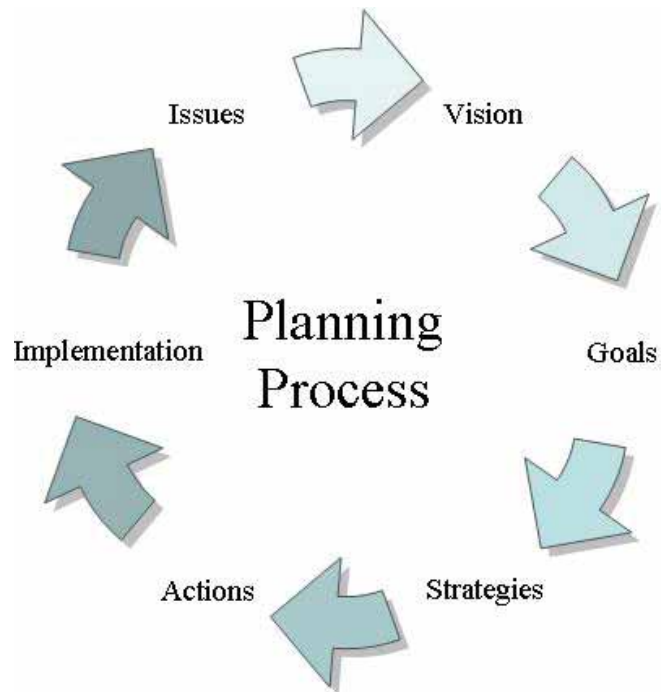 Issues
Vision
Planning
Process
Implementation
Goals
Actions
Strategies